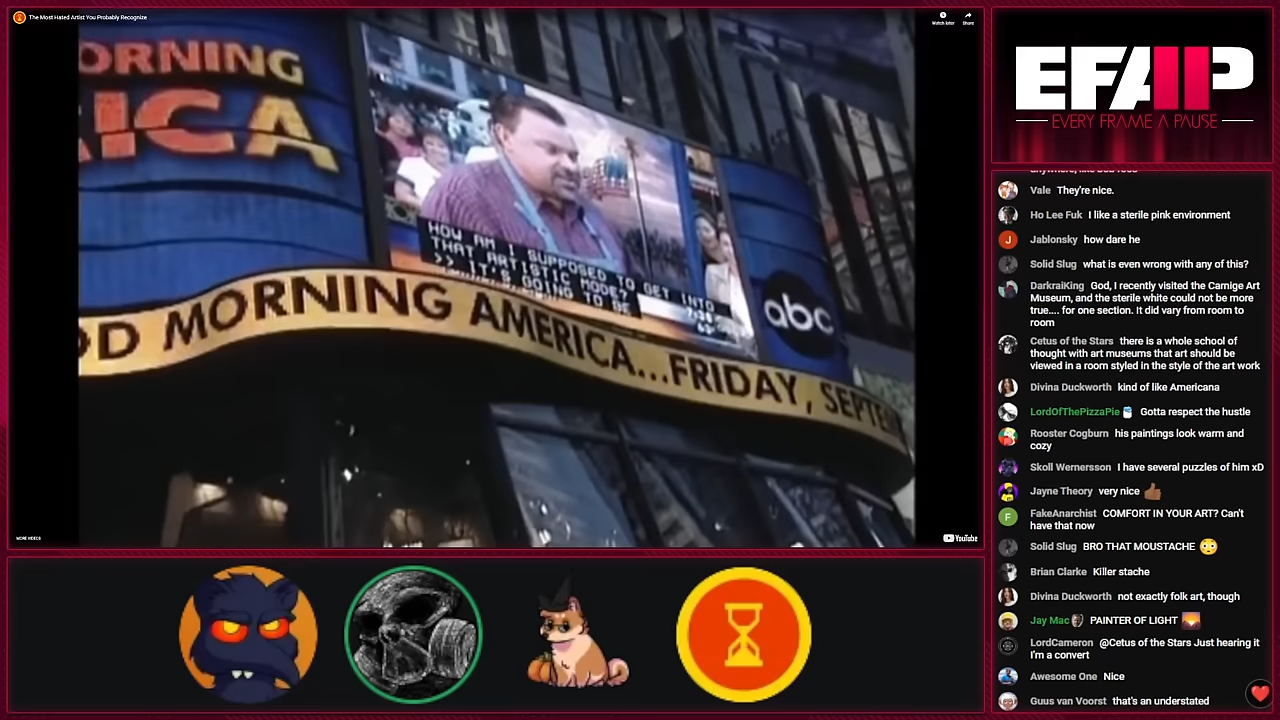 The Most Hated Artist You Probably Recognize
Watch later
Share
ORNING
ICA
HOW AM I SUPPOSED TO GET INTO
THAT ARTISTIC MODE?
>> IT'S GOING TO BE
7:30
63°
abc
OD MORNING AMERICA...FRIDAY, SEPTEM
MORE VIDEOS
YouTube
EFAP
EVERY FRAME A PAUSE
Vale They're nice.
Ho Lee Fuk I like a sterile pink environment
J
Jablonsky how dare he
Solid Slug what is even wrong with any of this?
DarkraiKing God, I recently visited the Carnige Art
Museum, and the sterile white could not be more
true.... for one section. It did vary from room to
room
Cetus of the Stars there is a whole school of
thought with art museums that art should be
viewed in a room styled in the style of the art work
Divina Duckworth kind of like Americana
LordOfThePizzaPie Gotta respect the hustle
Rooster Cogburn his paintings look warm and
cozy
Skoll Wernersson I have several puzzles of him xD
Jayne Theory very nice
F
FakeAnarchist COMFORT IN YOUR ART? Can't
have that now
Solid Slug BRO THAT MOUSTACHE
Brian Clarke Killer stache
Divina Duckworth not exactly folk art, though
Jay Mac PAINTER OF LIGHT
LordCameron @Cetus of the Stars Just hearing it
I'm a convert
Awesome One Nice
Guus van Voorst that's an understated